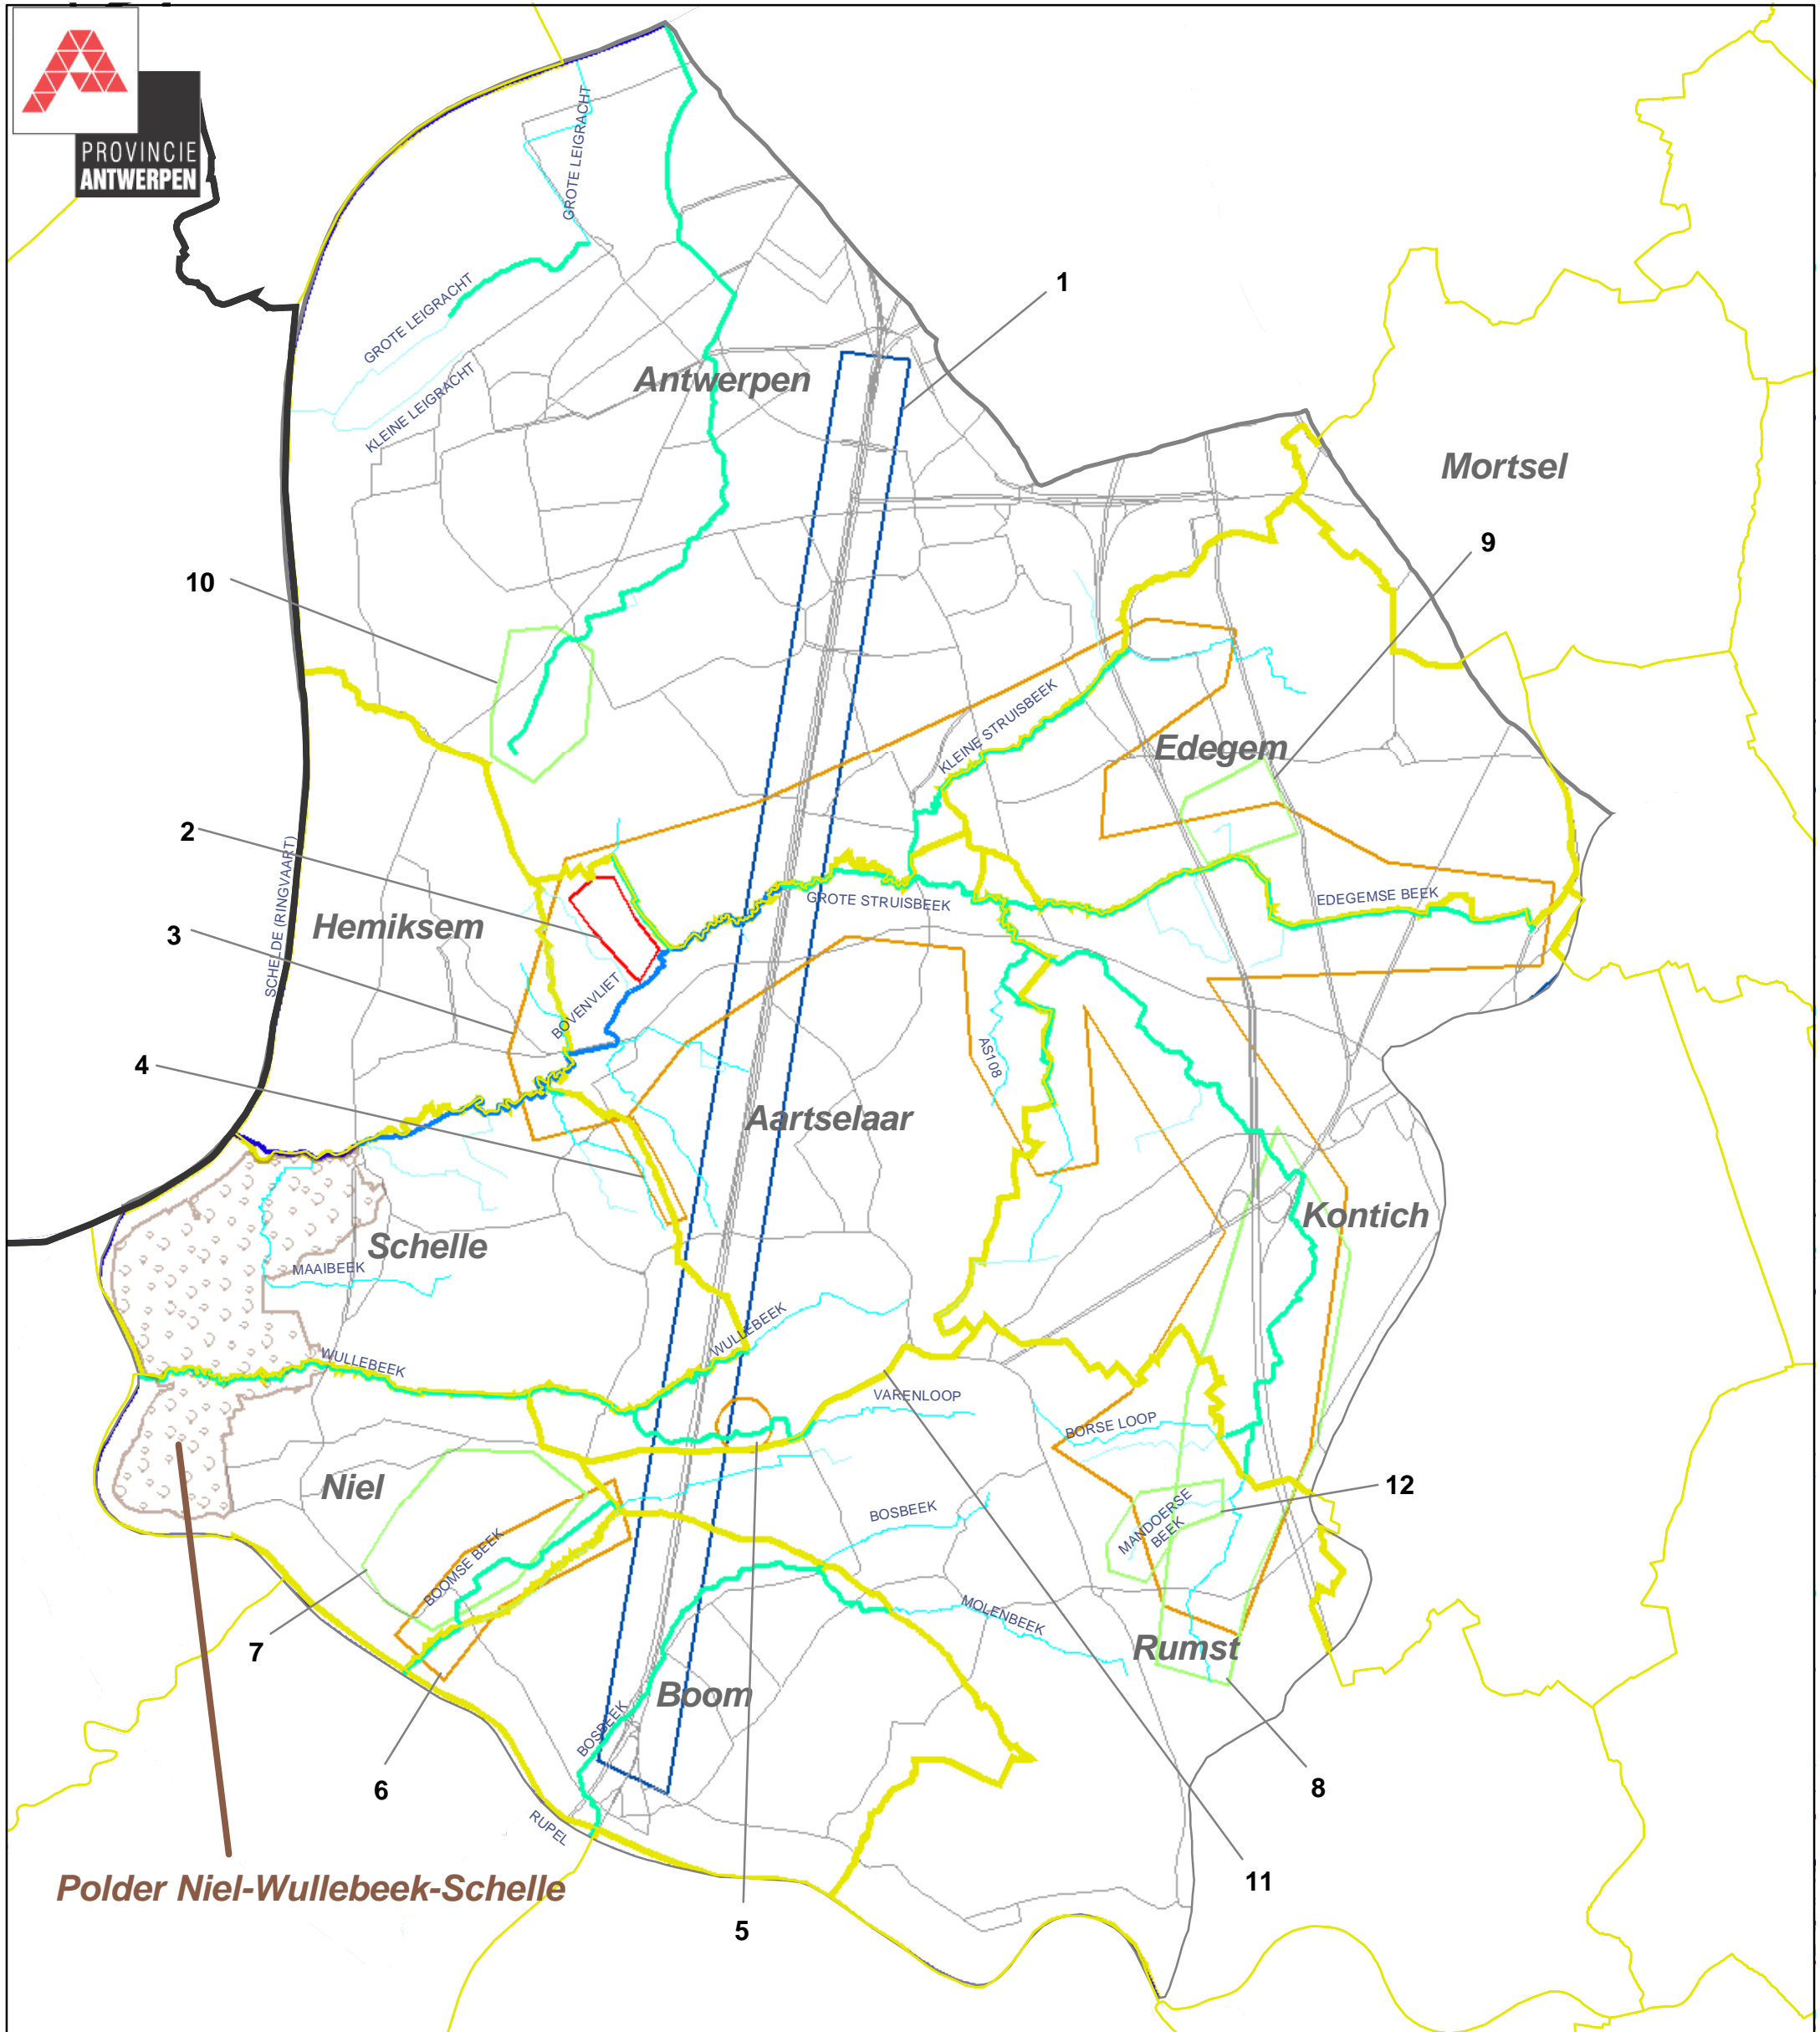 PROVINCIE
ANTWERPEN
GROTE LEIGRACHT
GROTE LEIGRACHT
KLEINE LEIGRACHT
1
Antwerpen
Mortsel
9
10
KLEINE STRUISBEEK
Edegem
2
SCHELDE (RINGVAART)
GROTE STRUISBEEK
EDEGEMSE BEEK
Hemiksem
3
BOVENVLIET
AS108
4
Aartselaar
Kontich
Schelle
MAAIBEEK
WULLEBEEK
WULLEBEEK
VARENLOOP
BORSE LOOP
Niel
12
BOSBEEK
MANDOERSE
BEEK
BOOMSE BEEK
MOLENBEEK
7
Rumst
Boom
BOSBEEK
6
8
RUPEL
11
Polder Niel-Wullebeek-Schelle
5